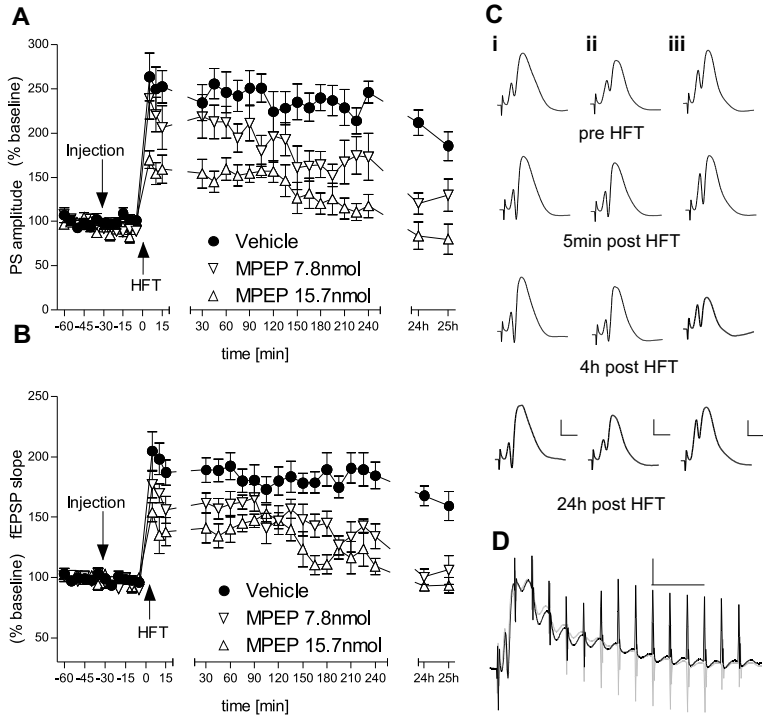 A
300
250
200
150
100
50
0
PS amplitude (% baseline)
Injection
HFT
Vehicle
MPEP 7.8nmol
MPEP 15.7nmol
-60 -45 -30 -15 0 15 30 60 90 120 150 180 210 240 24h 25h
time [min]
B
250
200
150
100
50
fEPSP slope
(% baseline)
Injection
HFT
Vehicle
MPEP 7.8nmol
MPEP 15.7nmol
-60 -45 -30 -15 0 15 30 60 90 120 150 180 210 240 24h 25h
time [min]
C
i ii iii
pre HFT
5min post HFT
4h post HFT
24h post HFT
D